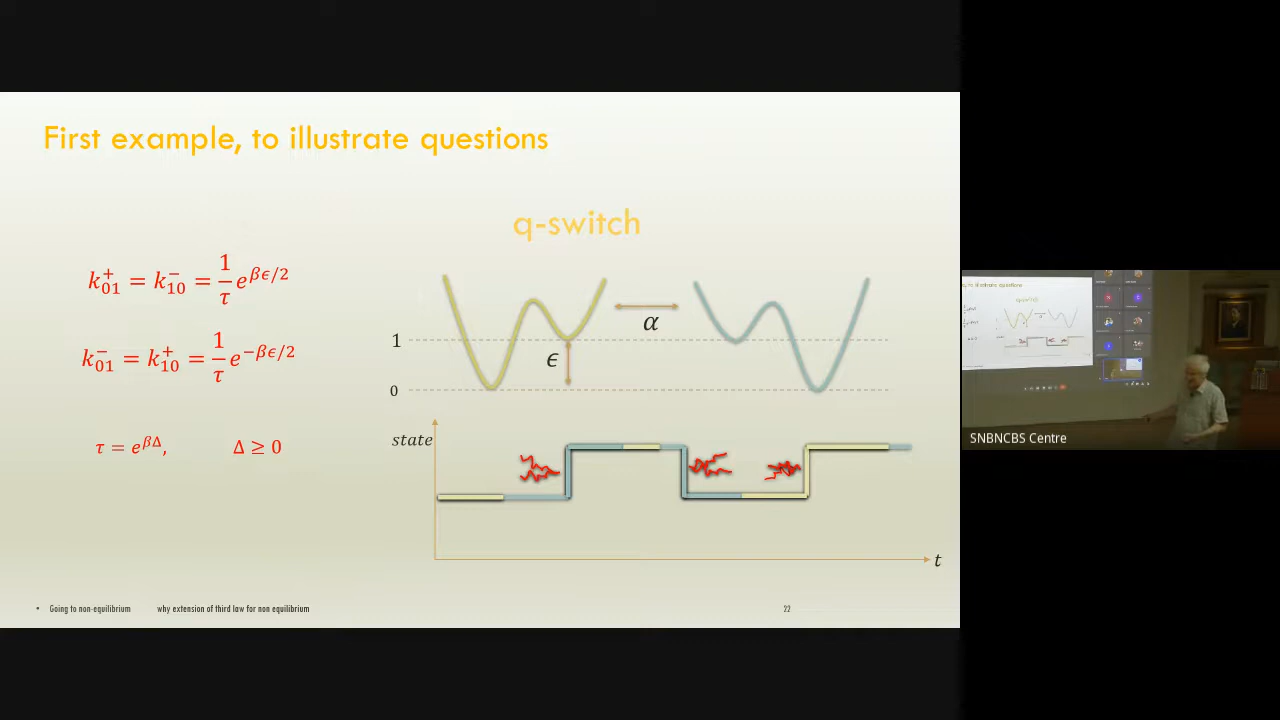 First example, to illustrate questions
q-switch
k₀₁⁺ = k₁₀⁻ = 1/τ e^{βϵ/2}
k₀₁⁻ = k₁₀⁺ = 1/τ e^{−βϵ/2}
τ = e^{βΔ}, Δ ≥ 0
α
1
ϵ
0
state
t
• Going to non-equilibrium why extension of third law for non equilibrium 22
SNBNCBS Centre